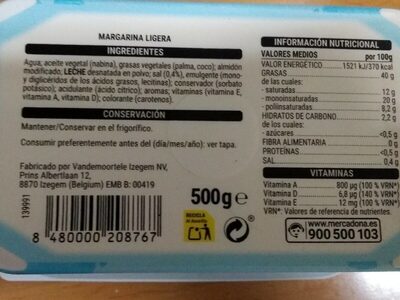 MARGARINA LIGERA
INGREDIENTES
Agua, aceite vegetal (nabina), grasas vegetales (palma, coco); almidón
modificado; LECHE desnatada en polvo; sal (0,4%), emulgente (mono-
y diglicéridos de los ácidos grasos, lecitinas); conservador (sorbato
potásico); acidulante (ácido cítrico); aromas; vitaminas (vitamina E,
vitamina A, vitamina D); colorante (carotenos).
CONSERVACIÓN
Mantener/Conservar en el frigorífico.
Consumir preferentemente antes del (día/mes/año): ver tapa.
Fabricado por Vandemoortele Izegem NV,
Prins Albertlaan 12,
8870 Izegem (Belgium) EMB B: 00419
139991
500g e
8 480000 208767
RECICLA
al Amarillo
INFORMACIÓN NUTRICIONAL
VALORES MEDIOS por 100g
VALOR ENERGÉTICO 1521 kJ/370 kcal
GRASAS 40 g
de las cuales:
- saturadas 12 g
- monoinsaturadas 20 g
- poliinsaturadas 8,2 g
HIDRATOS DE CARBONO 2,2 g
de los cuales:
- azúcares <0,5 g
FIBRA ALIMENTARIA 0 g
PROTEÍNAS <0,5 g
SAL 0,4 g
VITAMINAS
Vitamina A 800 µg (100 % VRN*)
Vitamina D 6,8 µg (140 % VRN*)
Vitamina E 12 mg (100 % VRN*)
VRN*: Valores de referencia de nutrientes.
www.mercadona.es
900 500 103